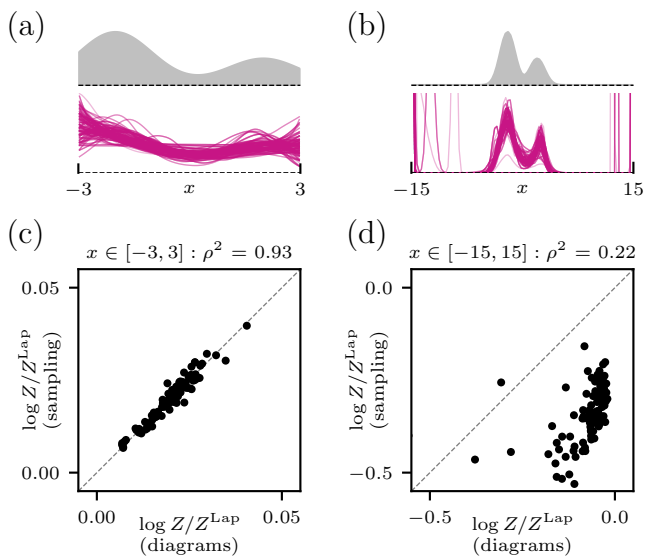 (a)
(b)
−3
x
3
−15
x
15
(c)
(d)
x ∈ [−3, 3] : ρ² = 0.93
x ∈ [−15, 15] : ρ² = 0.22
0.05
0.00
log Z/Z^Lap
(sampling)
0.00
0.05
log Z/Z^Lap
(diagrams)
0.0
−0.5
log Z/Z^Lap
(sampling)
−0.5
0.0
log Z/Z^Lap
(diagrams)